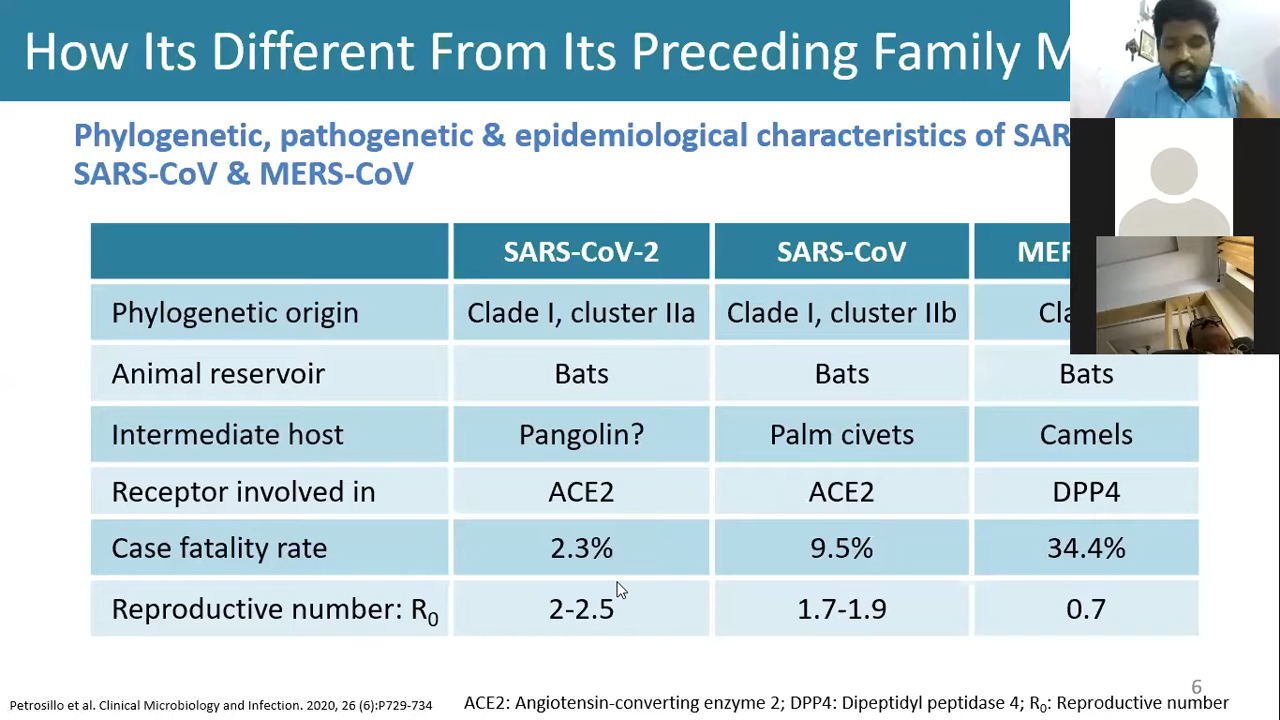 How Its Different From Its Preceding Family
Phylogenetic, pathogenetic & epidemiological characteristics of
SARS-CoV & MERS-CoV
SARS-CoV-2 SARS-CoV
Phylogenetic origin Clade I, cluster IIa Clade I, cluster IIb
Animal reservoir Bats Bats Bats
Intermediate host Pangolin? Palm civets Camels
Receptor involved in ACE2 ACE2 DPP4
Case fatality rate 2.3% 9.5% 34.4%
Reproductive number: R₀ 2-2.5 1.7-1.9 0.7
6
Petrosillo et al. Clinical Microbiology and Infection. 2020, 26 (6):P729-734
ACE2: Angiotensin-converting enzyme 2; DPP4: Dipeptidyl peptidase 4; R₀: Reproductive number